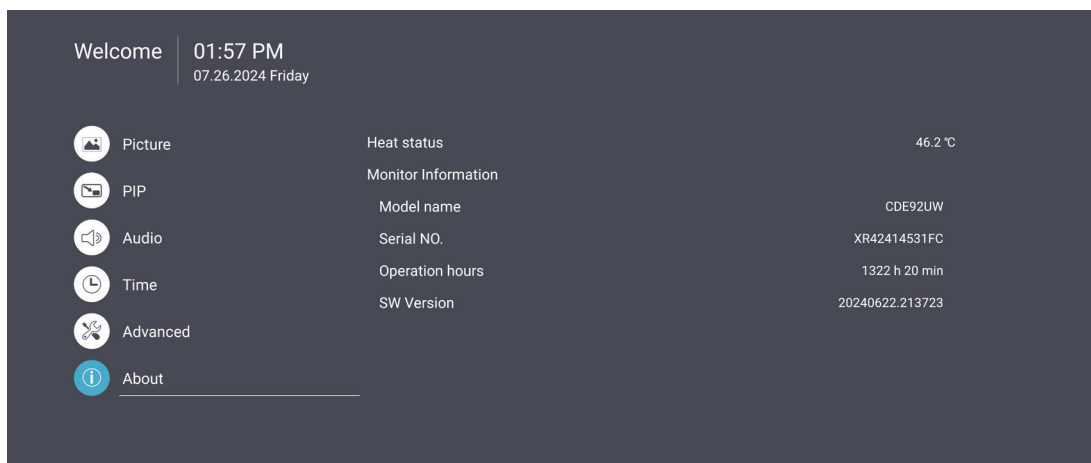 Welcome
01:57 PM
07.26.2024 Friday
Picture
PIP
Audio
Time
Advanced
About
Heat status 46.2 ℃
Monitor Information
Model name CDE92UW
Serial NO. XR42414531FC
Operation hours 1322 h 20 min
SW Version 20240622.213723